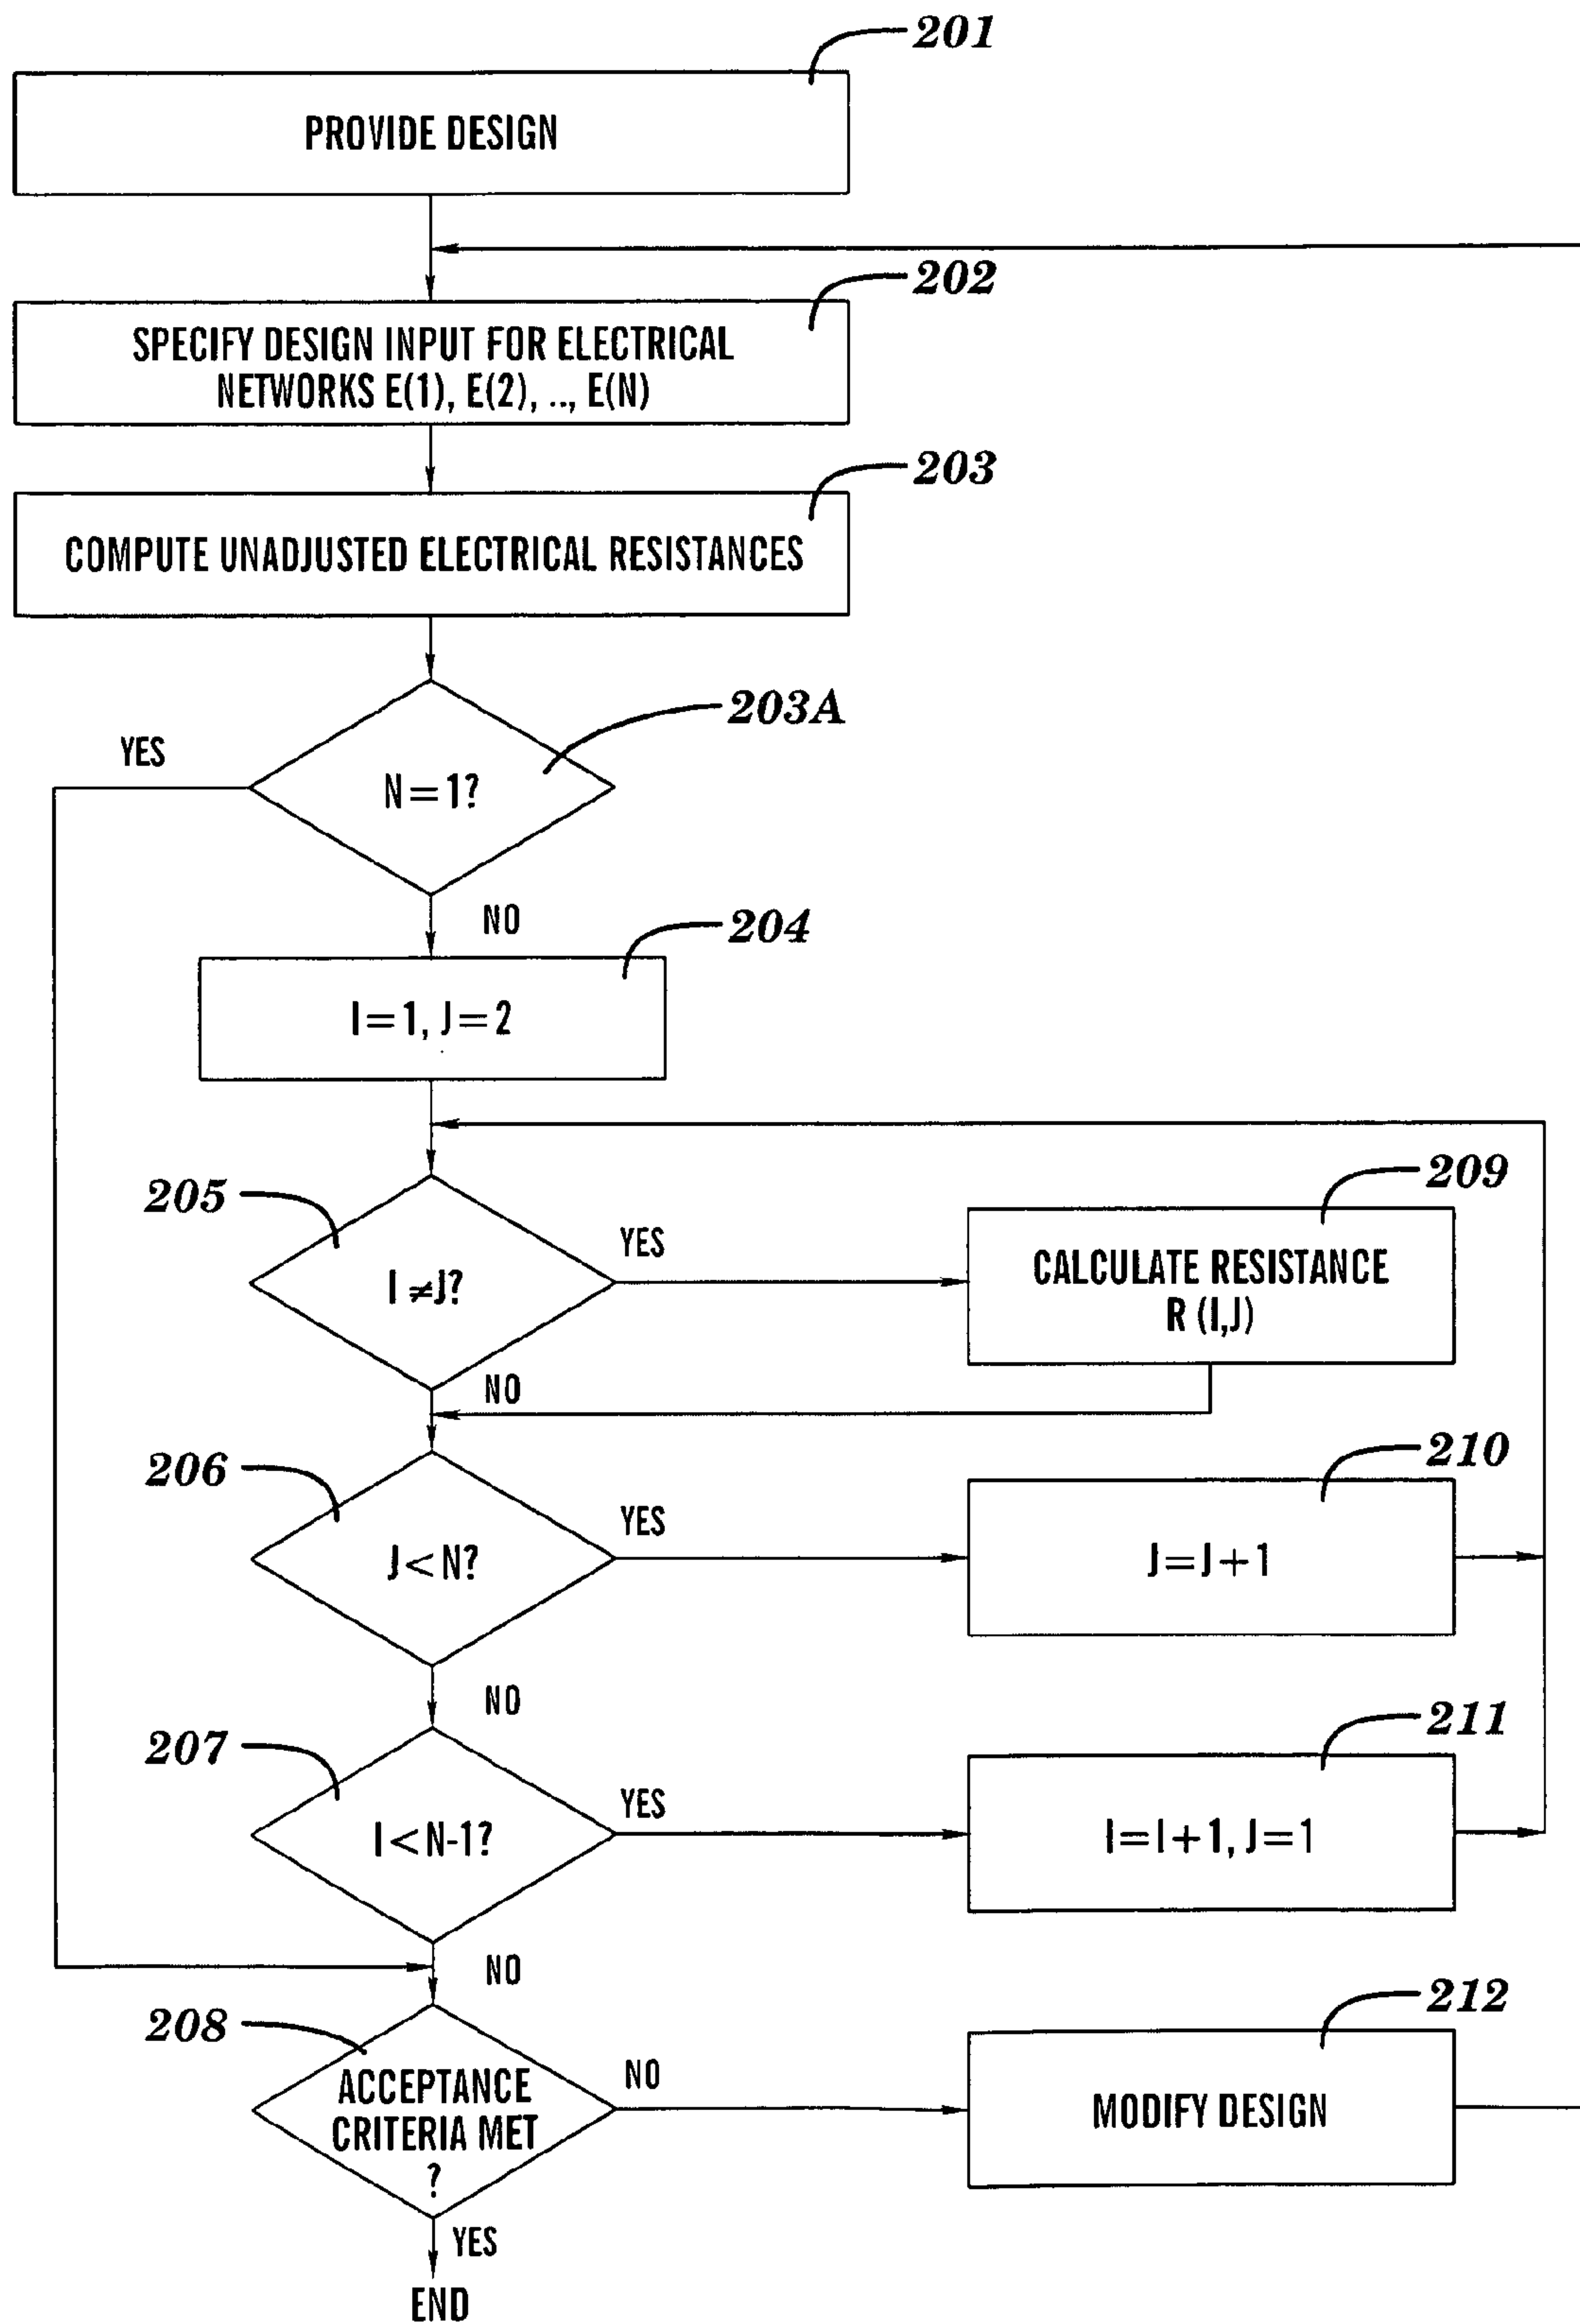 201
PROVIDE DESIGN
202
SPECIFY DESIGN INPUT FOR ELECTRICAL
NETWORKS E(1), E(2), .., E(N)
203
COMPUTE UNADJUSTED ELECTRICAL RESISTANCES
203A
YES
N=1?
NO
204
I=1, J=2
205
I≠J?
YES
209
CALCULATE RESISTANCE
R (I,J)
NO
206
J<N?
YES
210
J=J+1
NO
207
I<N-1?
YES
211
I=I+1, J=1
NO
208
ACCEPTANCE
CRITERIA MET
?
NO
212
MODIFY DESIGN
YES
END